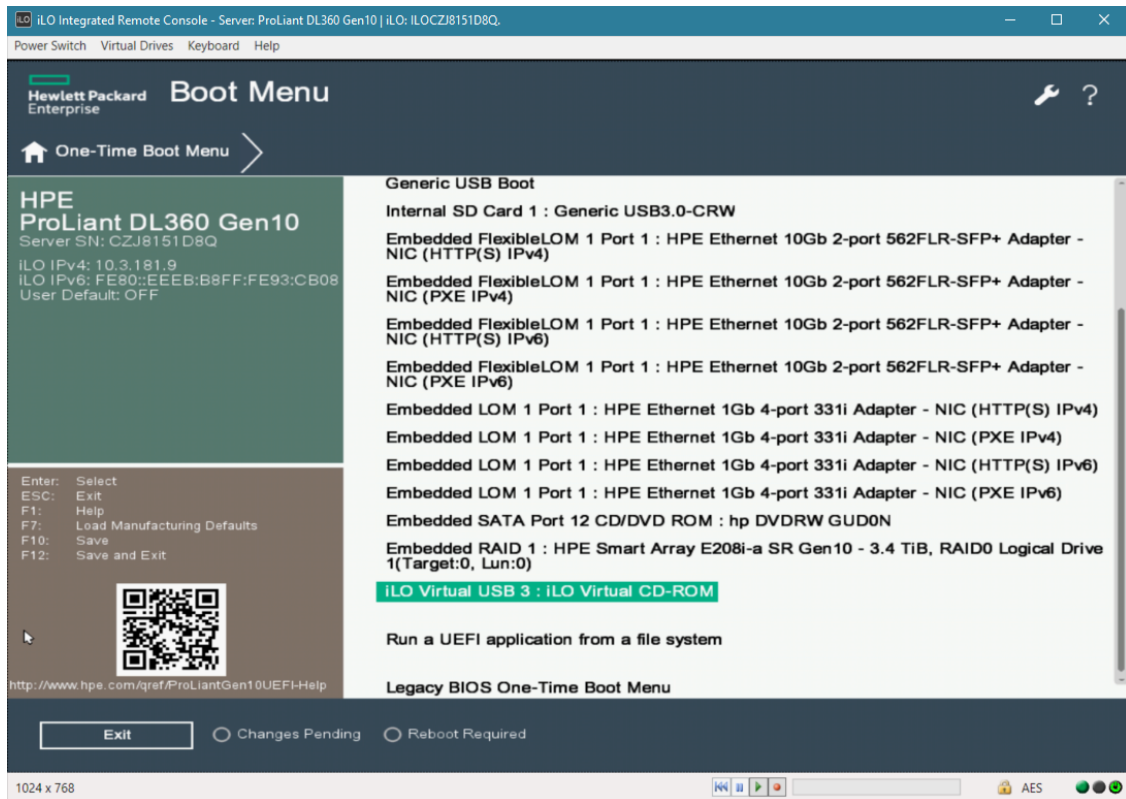 iLO Integrated Remote Console - Server: ProLiant DL360 Gen10 | iLO: ILOCZJ8151D8Q.
Power Switch Virtual Drives Keyboard Help
Hewlett Packard
Enterprise
Boot Menu
?
One-Time Boot Menu
HPE
ProLiant DL360 Gen10
Server SN: CZJ8151D8Q
iLO IPv4: 10.3.181.9
iLO IPv6: FE80::EEEB:B8FF:FE93:CB08
User Default: OFF
Enter: Select
ESC: Exit
F1: Help
F7: Load Manufacturing Defaults
F10: Save
F12: Save and Exit
http://www.hpe.com/qref/ProLiantGen10UEFI-Help
Generic USB Boot
Internal SD Card 1 : Generic USB3.0-CRW
Embedded FlexibleLOM 1 Port 1 : HPE Ethernet 10Gb 2-port 562FLR-SFP+ Adapter -
NIC (HTTP(S) IPv4)
Embedded FlexibleLOM 1 Port 1 : HPE Ethernet 10Gb 2-port 562FLR-SFP+ Adapter -
NIC (PXE IPv4)
Embedded FlexibleLOM 1 Port 1 : HPE Ethernet 10Gb 2-port 562FLR-SFP+ Adapter -
NIC (HTTP(S) IPv6)
Embedded FlexibleLOM 1 Port 1 : HPE Ethernet 10Gb 2-port 562FLR-SFP+ Adapter -
NIC (PXE IPv6)
Embedded LOM 1 Port 1 : HPE Ethernet 1Gb 4-port 331i Adapter - NIC (HTTP(S) IPv4)
Embedded LOM 1 Port 1 : HPE Ethernet 1Gb 4-port 331i Adapter - NIC (PXE IPv4)
Embedded LOM 1 Port 1 : HPE Ethernet 1Gb 4-port 331i Adapter - NIC (HTTP(S) IPv6)
Embedded LOM 1 Port 1 : HPE Ethernet 1Gb 4-port 331i Adapter - NIC (PXE IPv6)
Embedded SATA Port 12 CD/DVD ROM : hp DVDRW GUD0N
Embedded RAID 1 : HPE Smart Array E208i-a SR Gen10 - 3.4 TiB, RAID0 Logical Drive
1(Target:0, Lun:0)
iLO Virtual USB 3 : iLO Virtual CD-ROM
Run a UEFI application from a file system
Legacy BIOS One-Time Boot Menu
Exit
Changes Pending
Reboot Required
1024 x 768
AES